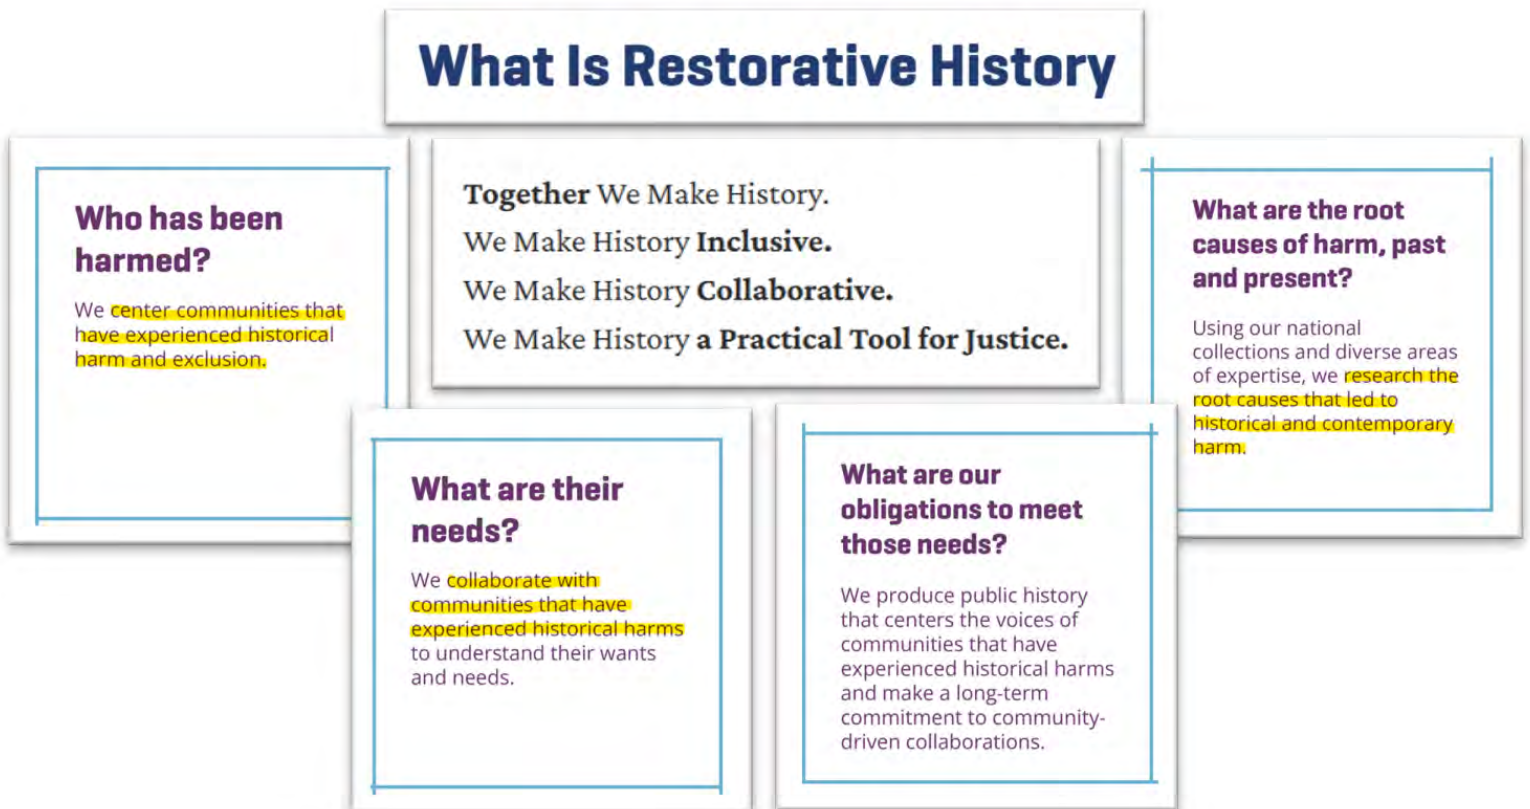 What Is Restorative History
Who has been
harmed?
We center communities that
have experienced historical
harm and exclusion.
Together We Make History.
We Make History Inclusive.
We Make History Collaborative.
We Make History a Practical Tool for Justice.
What are the root
causes of harm, past
and present?
Using our national
collections and diverse areas
of expertise, we research the
root causes that led to
historical and contemporary
harm.
What are their
needs?
We collaborate with
communities that have
experienced historical harms
to understand their wants
and needs.
What are our
obligations to meet
those needs?
We produce public history
that centers the voices of
communities that have
experienced historical harms
and make a long-term
commitment to community-
driven collaborations.